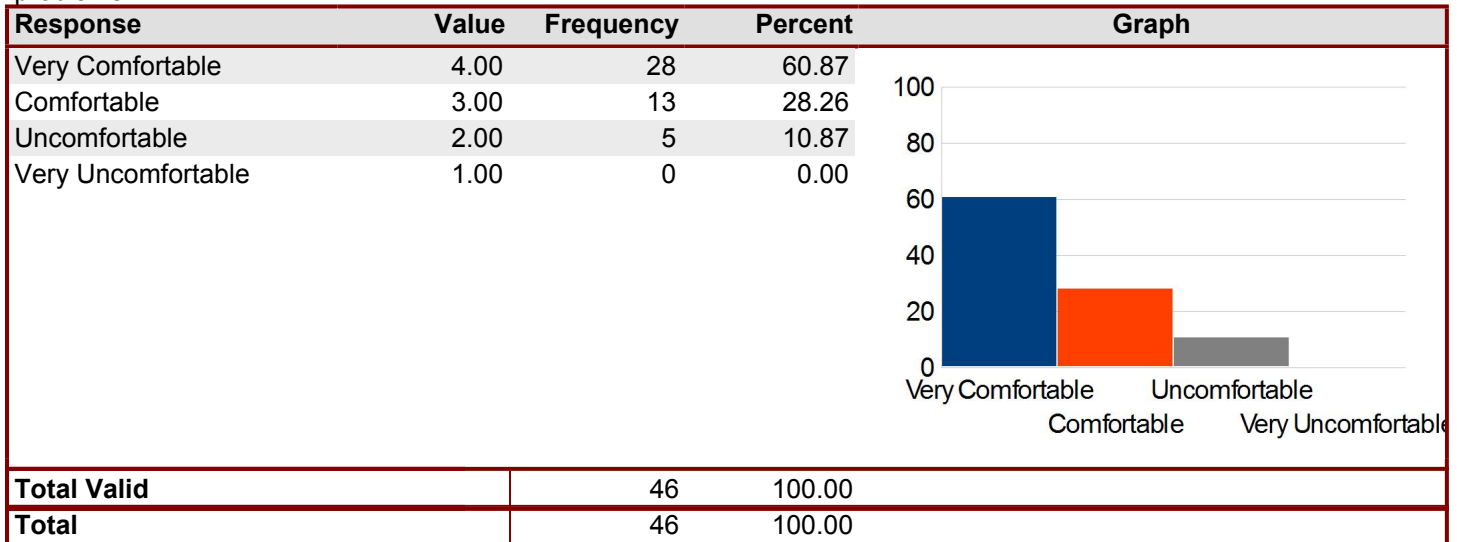 Response Value Frequency Percent Graph
Very Comfortable 4.00 28 60.87
Comfortable 3.00 13 28.26
Uncomfortable 2.00 5 10.87
Very Uncomfortable 1.00 0 0.00
100
80
60
40
20
0
Very Comfortable Uncomfortable
Comfortable Very Uncomfortable
Total Valid 46 100.00
Total 46 100.00